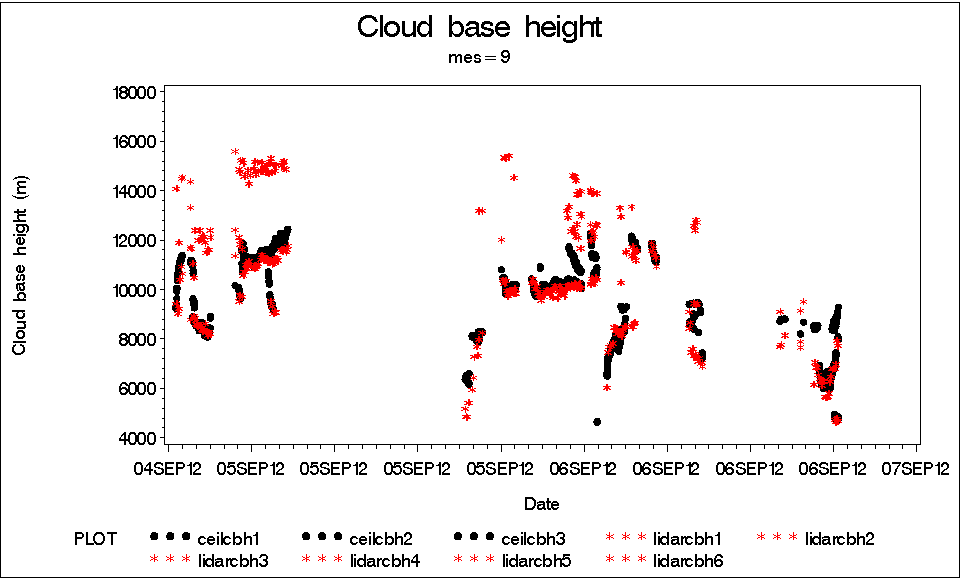 Cloud base height
mes = 9
18000
16000
14000
12000
10000
8000
6000
4000
Cloud base height (m)
04SEP12 05SEP12 05SEP12 05SEP12 05SEP12 06SEP12 06SEP12 06SEP12 06SEP12 07SEP12
Date
PLOT ceilcbh1 ceilcbh2 ceilcbh3 lidarcbh1 lidarcbh2
lidarcbh3 lidarcbh4 lidarcbh5 lidarcbh6